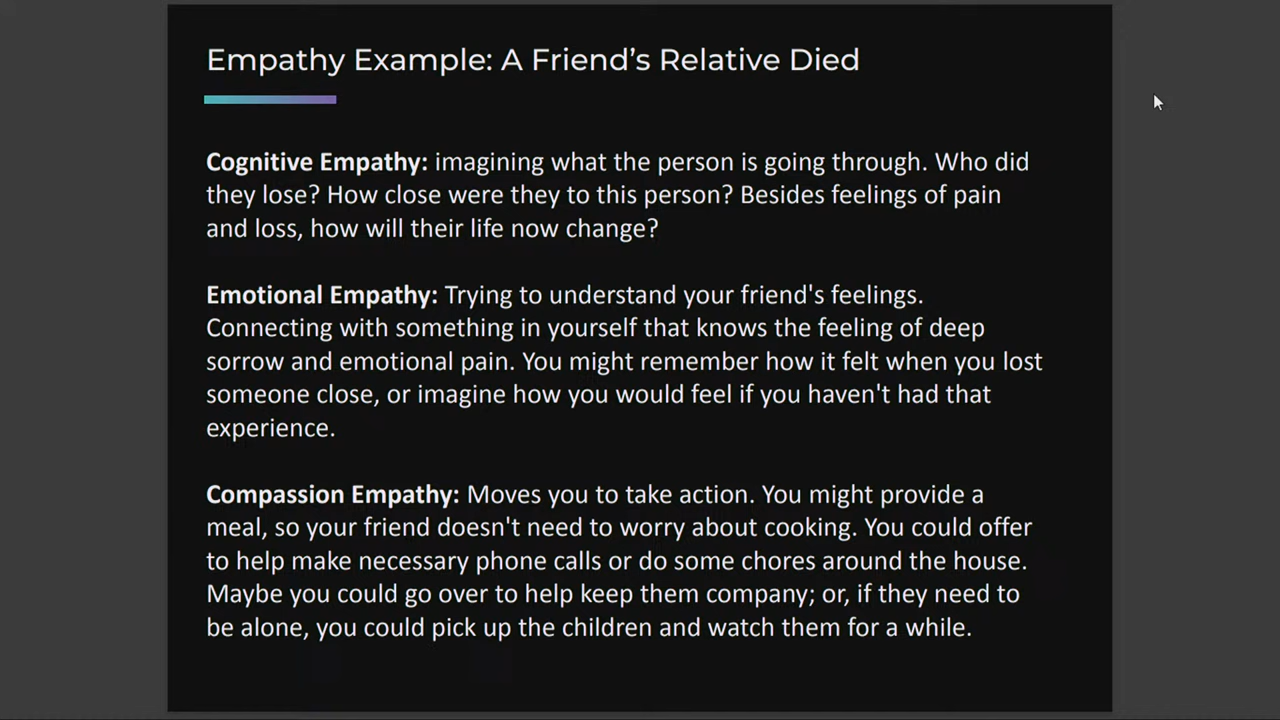 Empathy Example: A Friend’s Relative Died
Cognitive Empathy: imagining what the person is going through. Who did
they lose? How close were they to this person? Besides feelings of pain
and loss, how will their life now change?
Emotional Empathy: Trying to understand your friend's feelings.
Connecting with something in yourself that knows the feeling of deep
sorrow and emotional pain. You might remember how it felt when you lost
someone close, or imagine how you would feel if you haven't had that
experience.
Compassion Empathy: Moves you to take action. You might provide a
meal, so your friend doesn't need to worry about cooking. You could offer
to help make necessary phone calls or do some chores around the house.
Maybe you could go over to help keep them company; or, if they need to
be alone, you could pick up the children and watch them for a while.